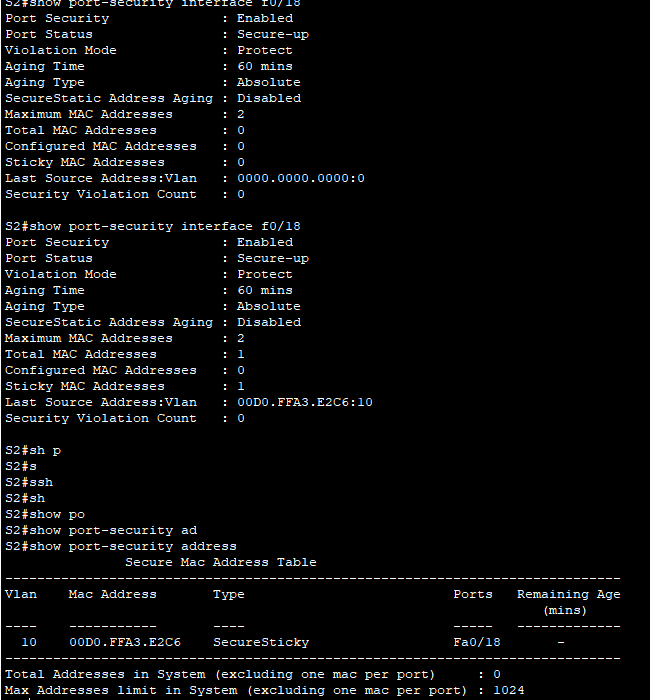 S2#show port-security interface f0/18
Port Security              : Enabled
Port Status                : Secure-up
Violation Mode             : Protect
Aging Time                 : 60 mins
Aging Type                 : Absolute
SecureStatic Address Aging : Disabled
Maximum MAC Addresses      : 2
Total MAC Addresses        : 0
Configured MAC Addresses   : 0
Sticky MAC Addresses       : 0
Last Source Address:Vlan   : 0000.0000.0000:0
Security Violation Count   : 0
S2#show port-security interface f0/18
Port Security              : Enabled
Port Status                : Secure-up
Violation Mode             : Protect
Aging Time                 : 60 mins
Aging Type                 : Absolute
SecureStatic Address Aging : Disabled
Maximum MAC Addresses      : 2
Total MAC Addresses        : 1
Configured MAC Addresses   : 0
Sticky MAC Addresses       : 1
Last Source Address:Vlan   : 00D0.FFA3.E2C6:10
Security Violation Count   : 0
S2#sh p
S2#s
S2#ssh
S2#sh
S2#show po
S2#show port-security ad
S2#show port-security address
               Secure Mac Address Table
-----------------------------------------------------------------------------
Vlan    Mac Address       Type                          Ports   Remaining Age
                                                                   (mins)
----    -----------       ----                          -----   -------------
  10    00D0.FFA3.E2C6    SecureSticky                  Fa0/18       -
-----------------------------------------------------------------------------
Total Addresses in System (excluding one mac per port)     : 0
Max Addresses limit in System (excluding one mac per port) : 1024